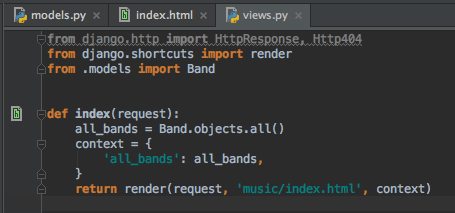 models.py × index.html × views.py ×
from django.http import HttpResponse, Http404
from django.shortcuts import render
from .models import Band
def index(request):
    all_bands = Band.objects.all()
    context = {
        'all_bands': all_bands,
    }
    return render(request, 'music/index.html', context)